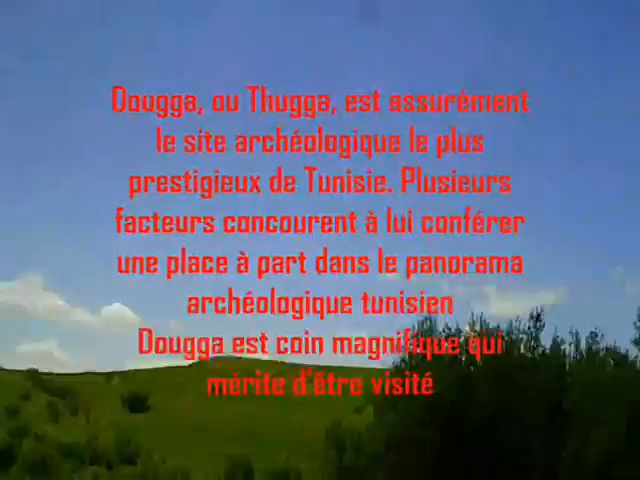 Dougga, ou Thugga, est assurément
le site archéologique le plus
prestigieux de Tunisie. Plusieurs
facteurs concourent à lui conférer
une place à part dans le panorama
archéologique tunisien
Dougga est coin magnifique qui
mérite d'être visité